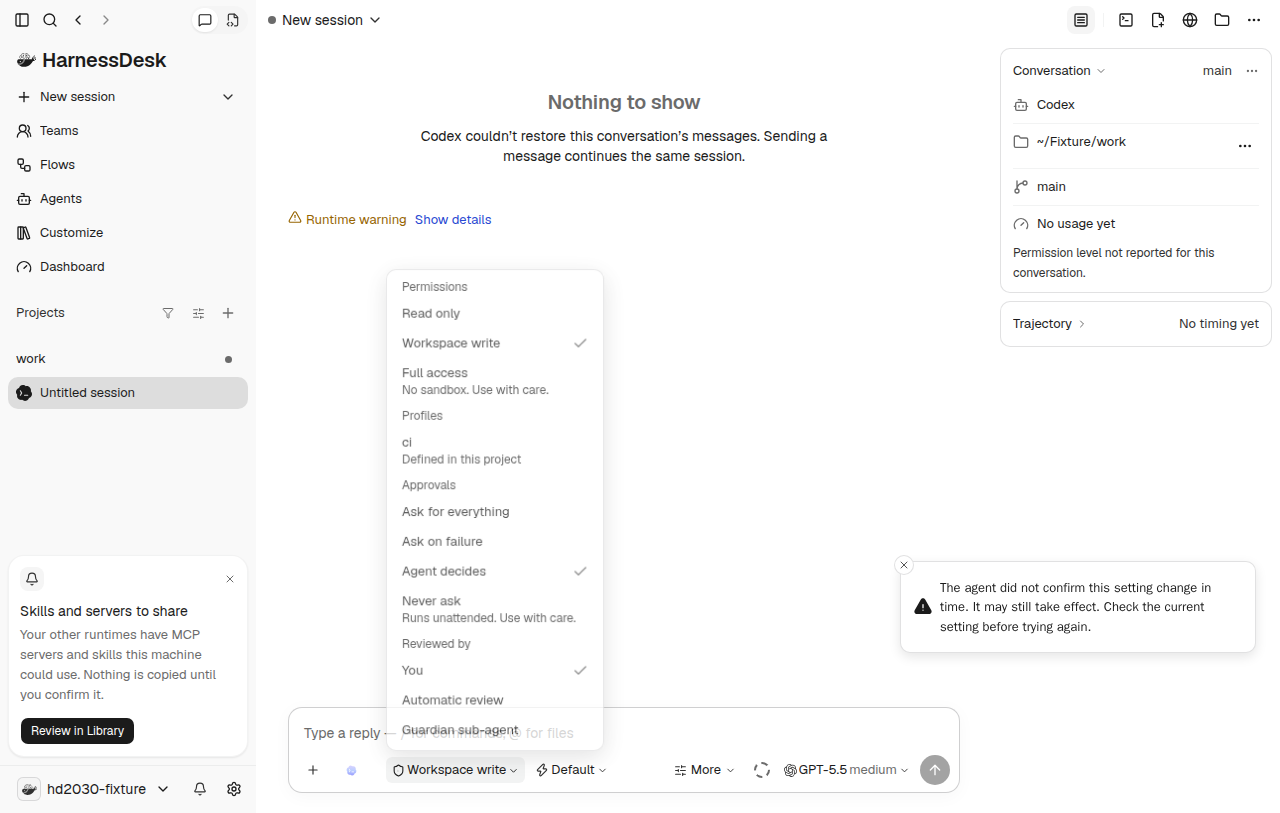 New session
HarnessDesk
New session
Teams
Flows
Agents
Customize
Dashboard
Projects
work
Untitled session
Skills and servers to share
Your other runtimes have MCP
servers and skills this machine
could use. Nothing is copied until
you confirm it.
Review in Library
hd2030-fixture
Nothing to show
Codex couldn’t restore this conversation’s messages. Sending a
message continues the same session.
Runtime warning Show details
Permissions
Read only
Workspace write
Full access
No sandbox. Use with care.
Profiles
ci
Defined in this project
Approvals
Ask for everything
Ask on failure
Agent decides
Never ask
Runs unattended. Use with care.
Reviewed by
You
Automatic review
Guardian sub-agent
Type a reply — / for commands, @ for files
Workspace write
Default
More
GPT-5.5 medium
Conversation main
Codex
~/Fixture/work
main
No usage yet
Permission level not reported for this
conversation.
Trajectory No timing yet
The agent did not confirm this setting change in
time. It may still take effect. Check the current
setting before trying again.